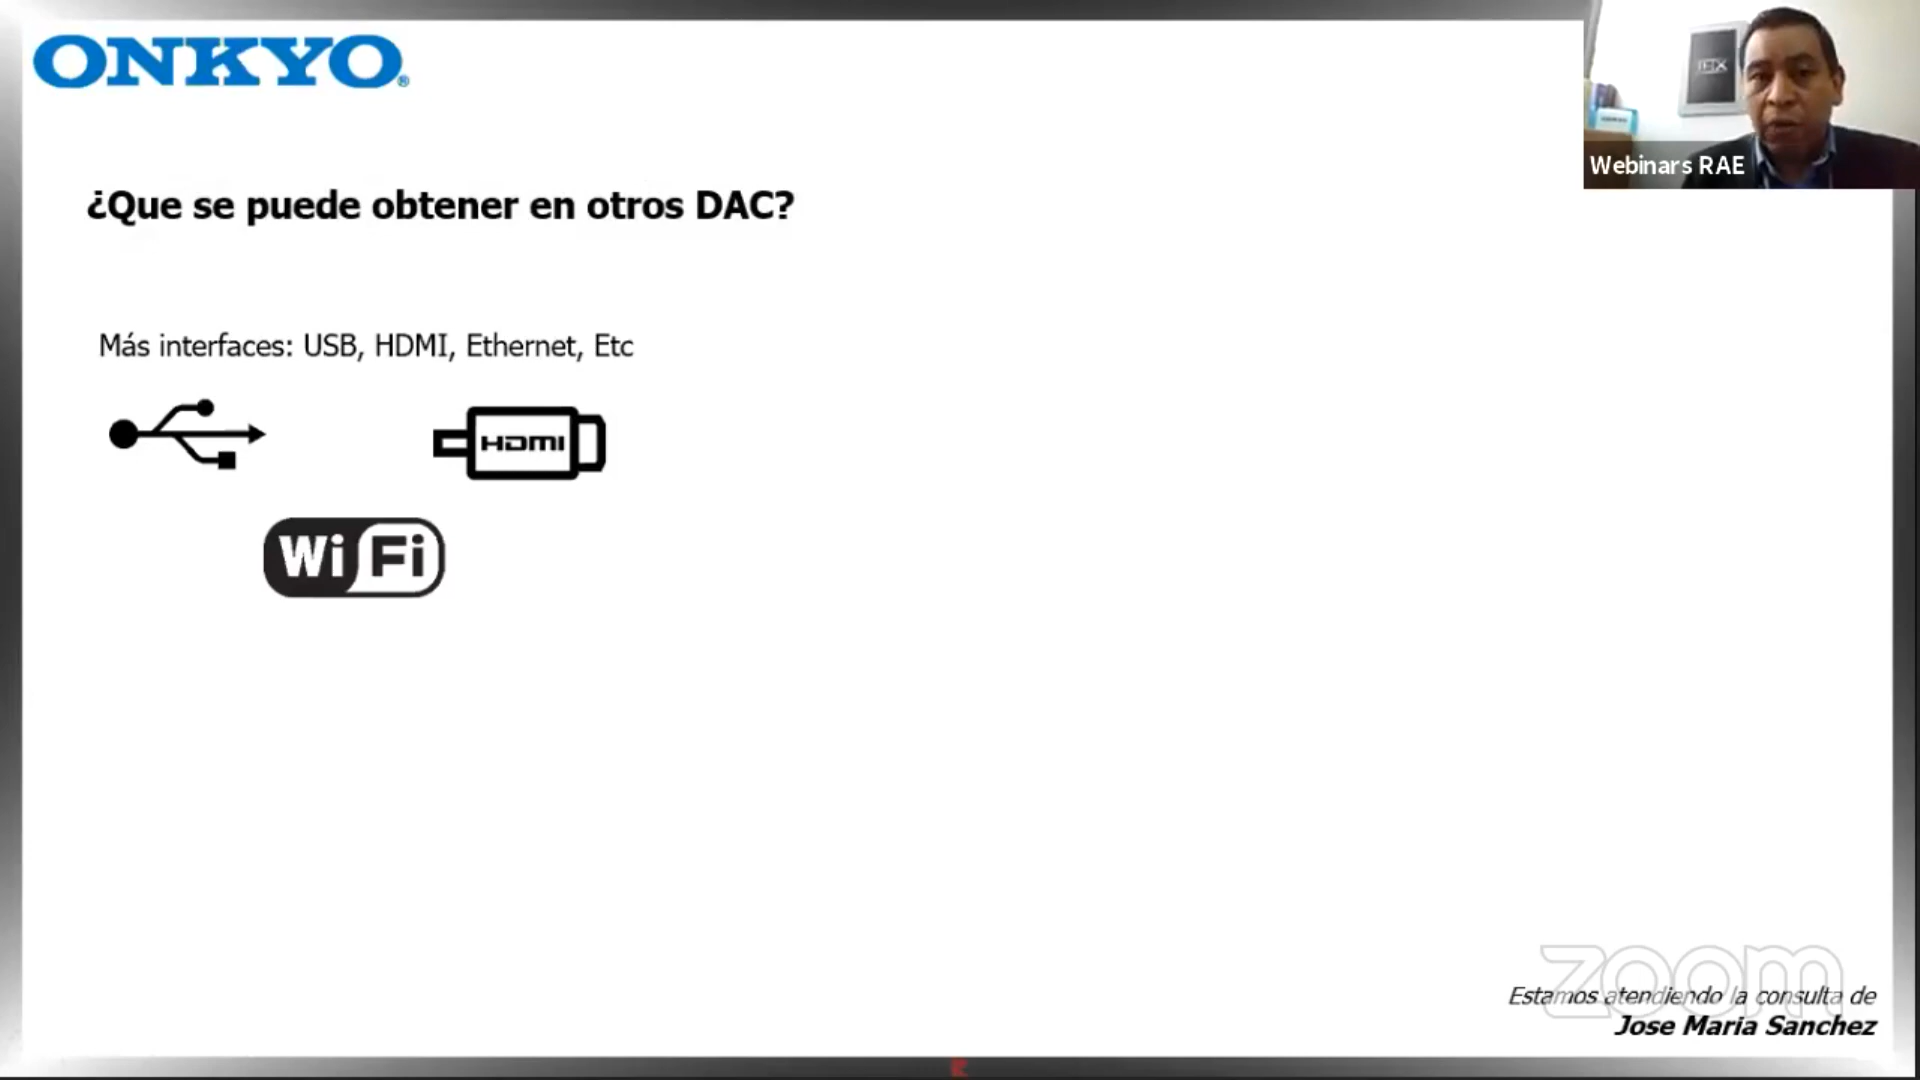 ONKYO®
¿Que se puede obtener en otros DAC?
Más interfaces: USB, HDMI, Ethernet, Etc
HDMI
Wi Fi
Webinars RAE
zoom
Estamos atendiendo la consulta de
Jose Maria Sanchez